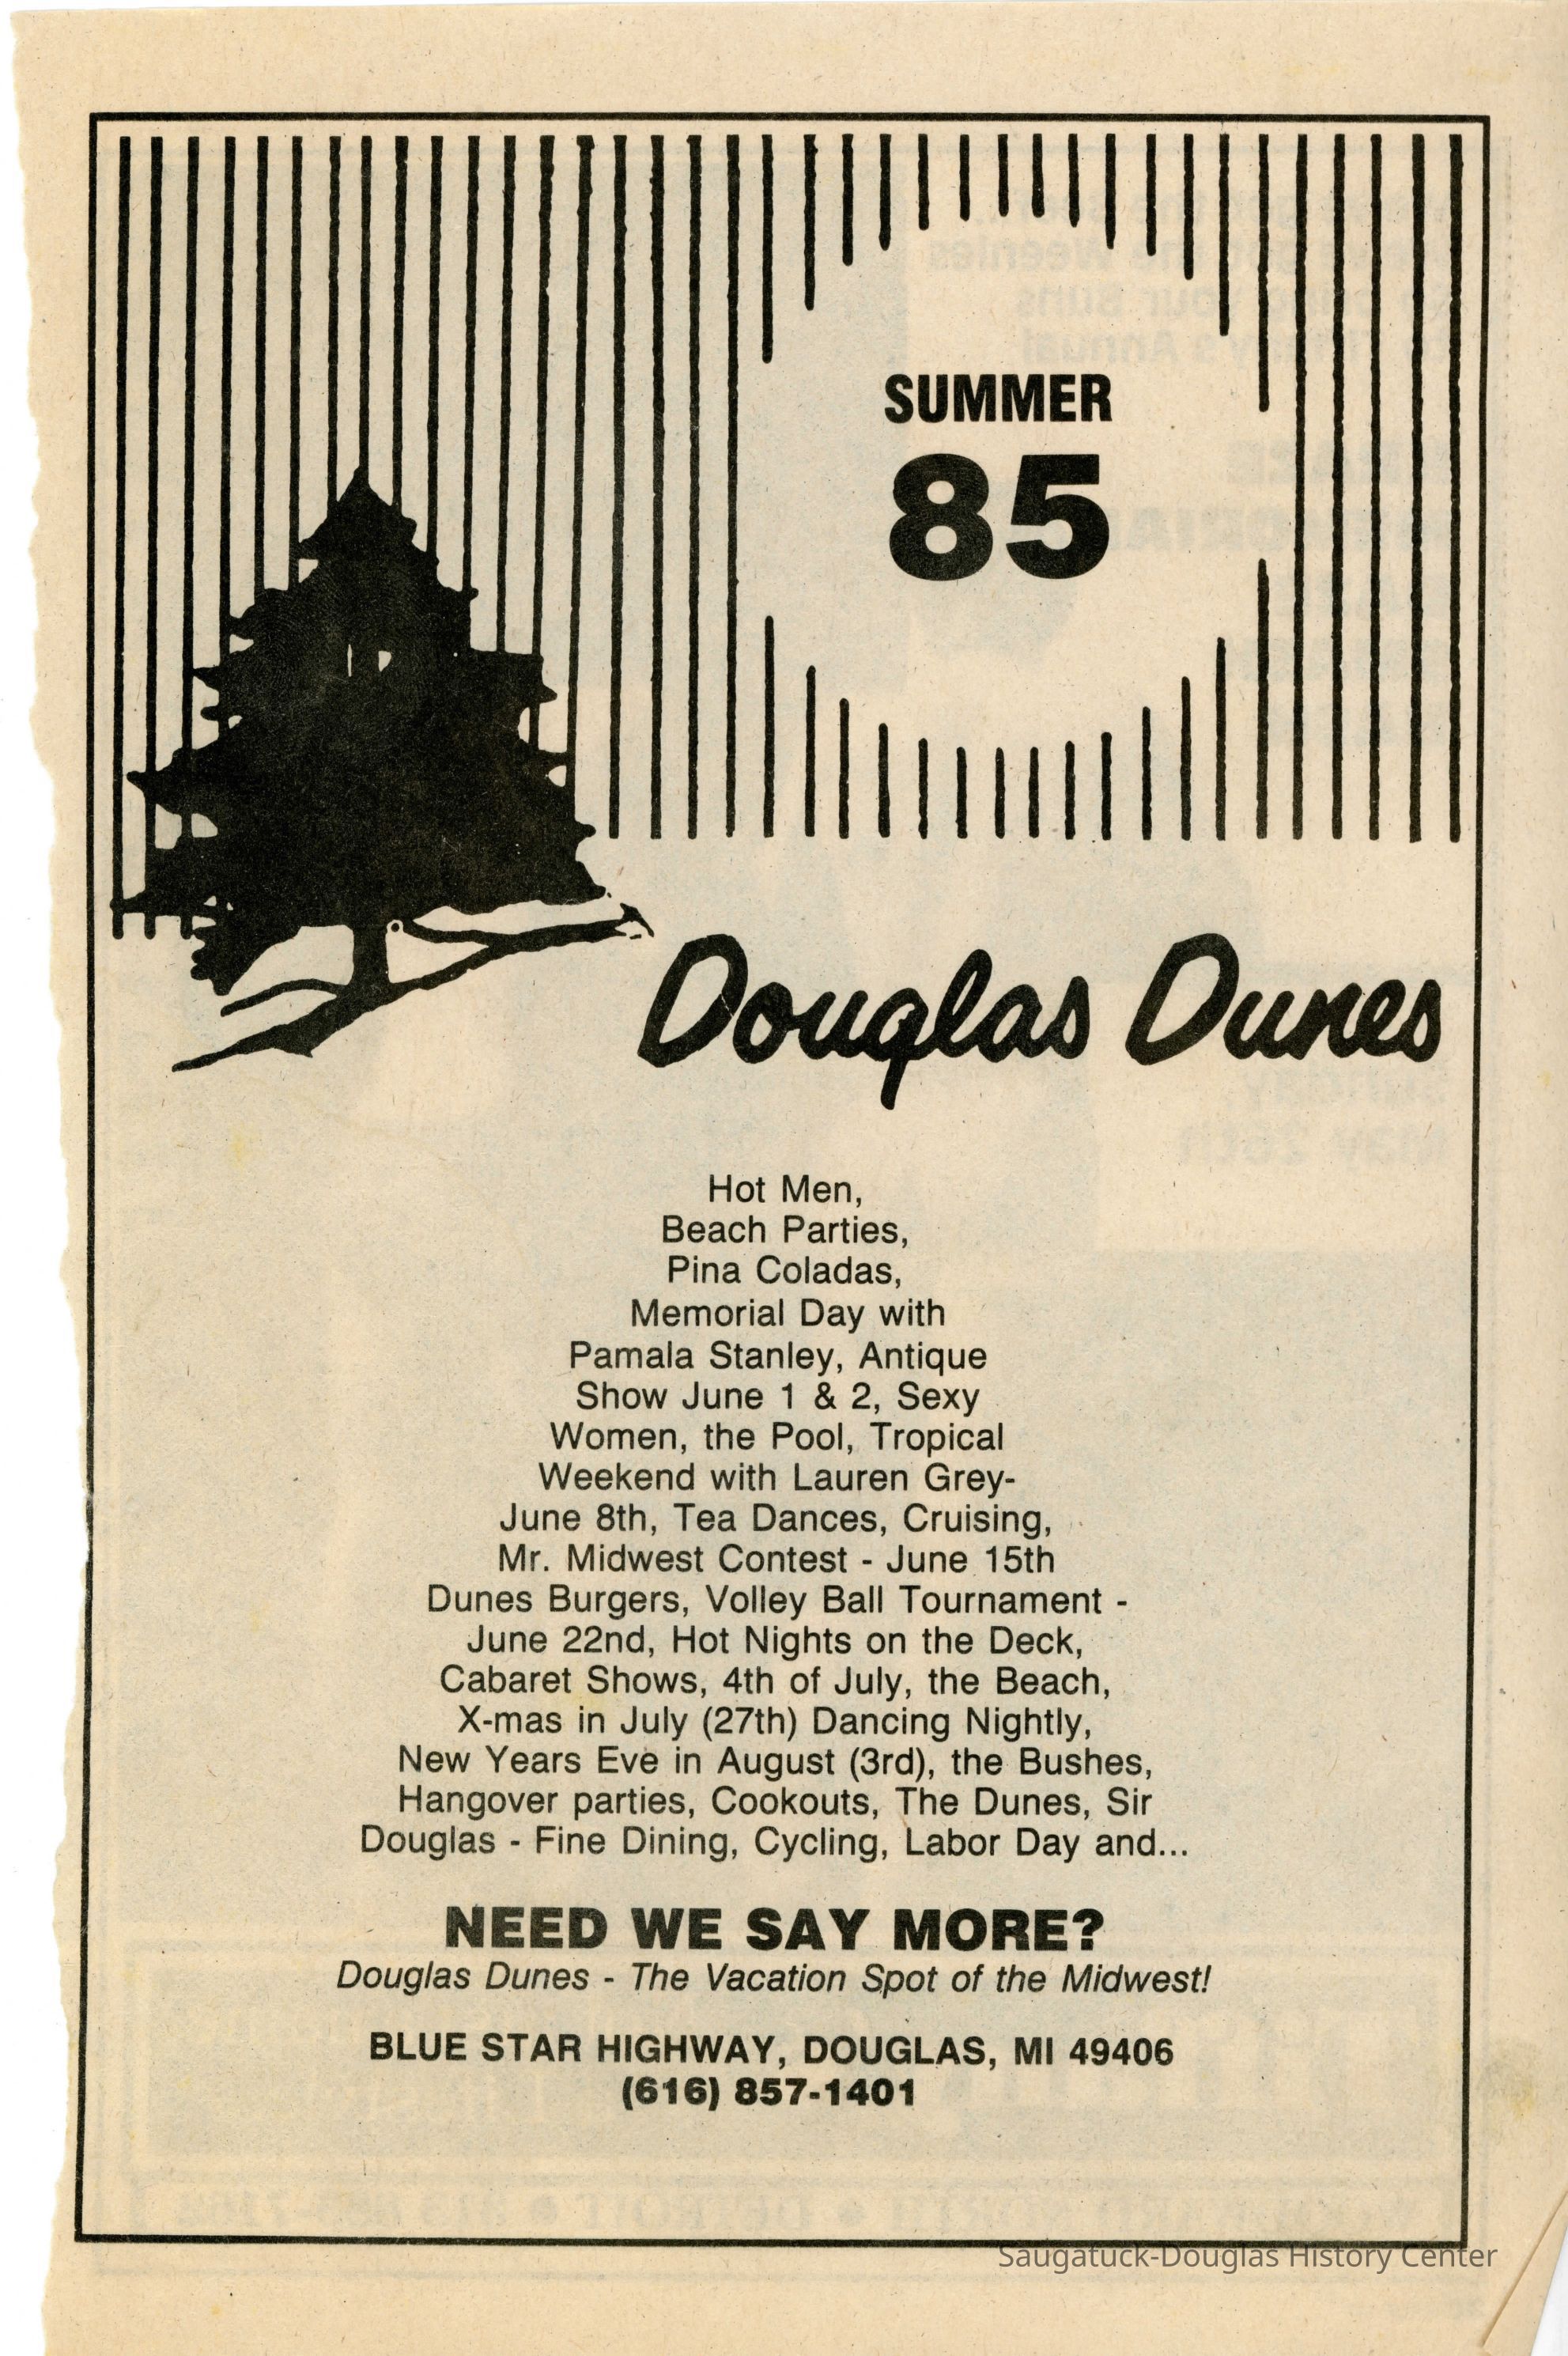 SUMMER
85
Douglas Dunes
Hot Men,
Beach Parties,
Pina Coladas,
Memorial Day with
Pamala Stanley, Antique
Show June 1 & 2, Sexy
Women, the Pool, Tropical
Weekend with Lauren Grey-
June 8th, Tea Dances, Cruising,
Mr. Midwest Contest - June 15th
Dunes Burgers, Volley Ball Tournament -
June 22nd, Hot Nights on the Deck,
Cabaret Shows, 4th of July, the Beach,
X-mas in July (27th) Dancing Nightly,
New Years Eve in August (3rd), the Bushes,
Hangover parties, Cookouts, The Dunes, Sir
Douglas - Fine Dining, Cycling, Labor Day and...
NEED WE SAY MORE?
Douglas Dunes - The Vacation Spot of the Midwest!
BLUE STAR HIGHWAY, DOUGLAS, MI 49406
(616) 857-1401
Saugatuck-Douglas History Center